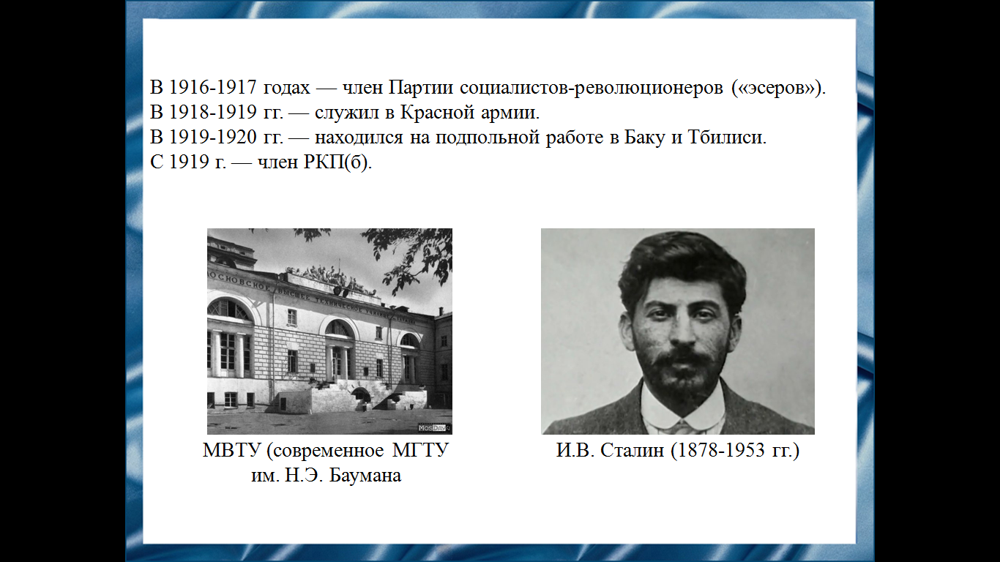 В 1916-1917 годах — член Партии социалистов-революционеров («эсеров»).
В 1918-1919 гг. — служил в Красной армии.
В 1919-1920 гг. — находился на подпольной работе в Баку и Тбилиси.
С 1919 г. — член РКП(б).
МОСКОВСКОЕ ВЫСШЕЕ ТЕХНИЧЕСКОЕ УЧИЛИЩЕ
MosDay
МВТУ (современное МГТУ
им. Н.Э. Баумана
И.В. Сталин (1878-1953 гг.)